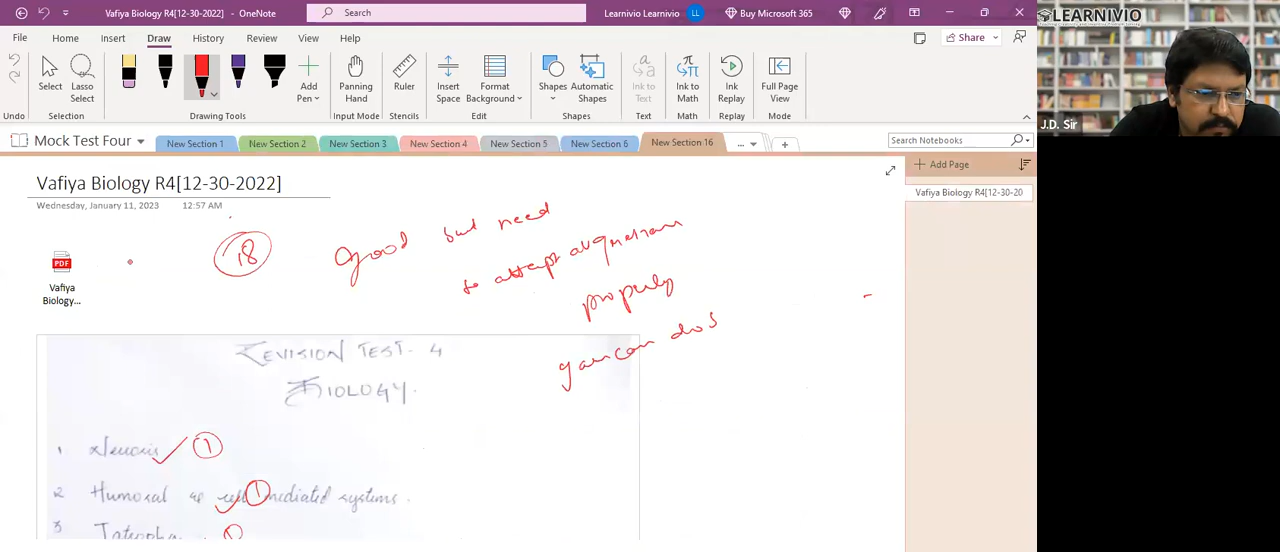 Vafiya Biology R4[12-30-2022] - OneNote
Search
Learnivio Learnivio
LL
Buy Microsoft 365
File Home Insert Draw History Review View Help
Share
Undo
Select
Lasso Select
Add Pen
Panning Hand
Ruler
Insert Space
Format Background
Shapes
Automatic Shapes
Ink to Text
Ink to Math
Ink Replay
Full Page View
Undo Selection Drawing Tools Input Mode Stencils Edit Shapes Convert Replay Mode
Mock Test Four
New Section 1 New Section 2 New Section 3 New Section 4 New Section 5 New Section 6 New Section 16 ...
Search Notebooks
Add Page
Vafiya Biology R4[12-30-20
Vafiya Biology R4[12-30-2022]
Wednesday, January 11, 2023 12:57 AM
PDF
Vafiya
Biology...
18
Good but need
to attempt all questions
properly
you can do
REVISION TEST - 4
BIOLOGY.
1
1
2 Humoral mediated systems.
1
3
LEARNIVIO
J.D. Sir